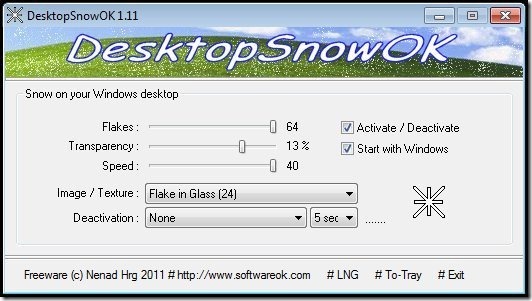 DesktopSnowOK 1.11
DesktopSnowOK
Snow on your Windows desktop
Flakes : 64
Activate / Deactivate
Transparency : 13 %
Start with Windows
Speed : 40
Image / Texture : Flake in Glass (24)
Deactivation : None 5 sec .......
Freeware (c) Nenad Hrg 2011 # http://www.softwareok.com # LNG # To-Tray # Exit